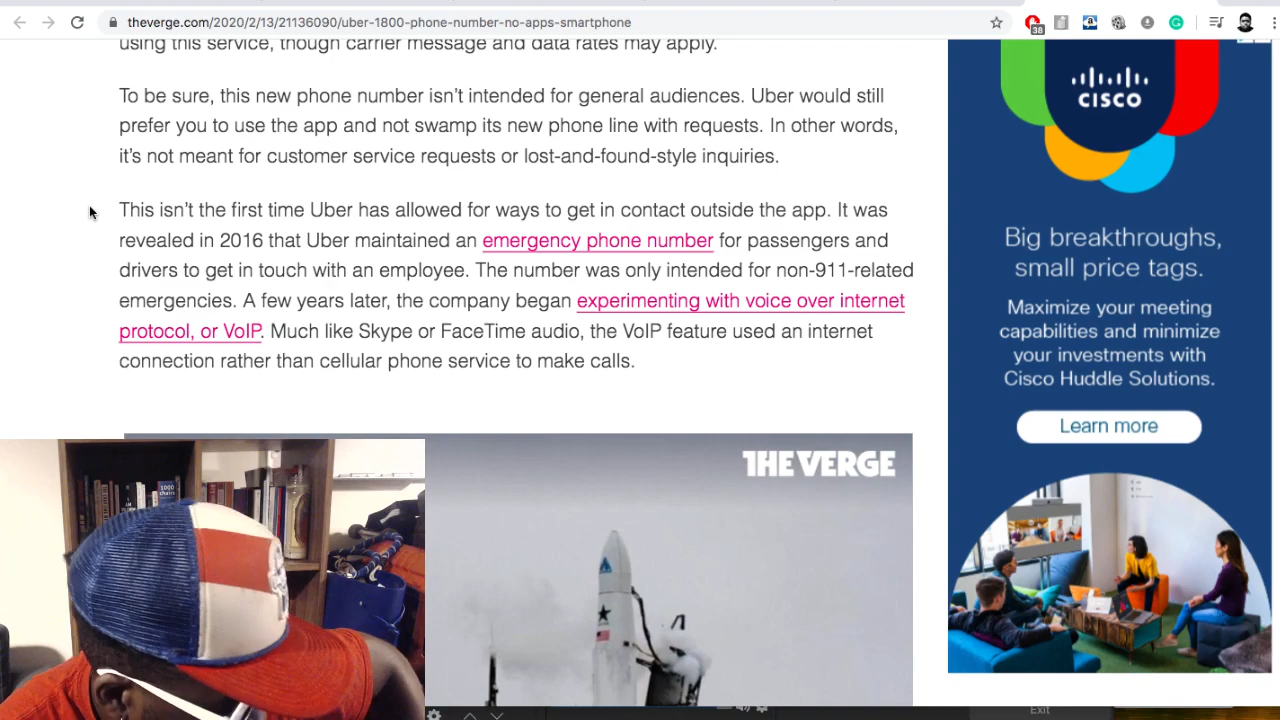 theverge.com/2020/2/13/21136090/uber-1800-phone-number-no-apps-smartphone
38
using this service, though carrier message and data rates may apply.
To be sure, this new phone number isn’t intended for general audiences. Uber would still
prefer you to use the app and not swamp its new phone line with requests. In other words,
it’s not meant for customer service requests or lost-and-found-style inquiries.
This isn’t the first time Uber has allowed for ways to get in contact outside the app. It was
revealed in 2016 that Uber maintained an emergency phone number for passengers and
drivers to get in touch with an employee. The number was only intended for non-911-related
emergencies. A few years later, the company began experimenting with voice over internet
protocol, or VoIP. Much like Skype or FaceTime audio, the VoIP feature used an internet
connection rather than cellular phone service to make calls.
CISCO
Big breakthroughs,
small price tags.
Maximize your meeting
capabilities and minimize
your investments with
Cisco Huddle Solutions.
Learn more
THE VERGE
1000
chairs
Exit